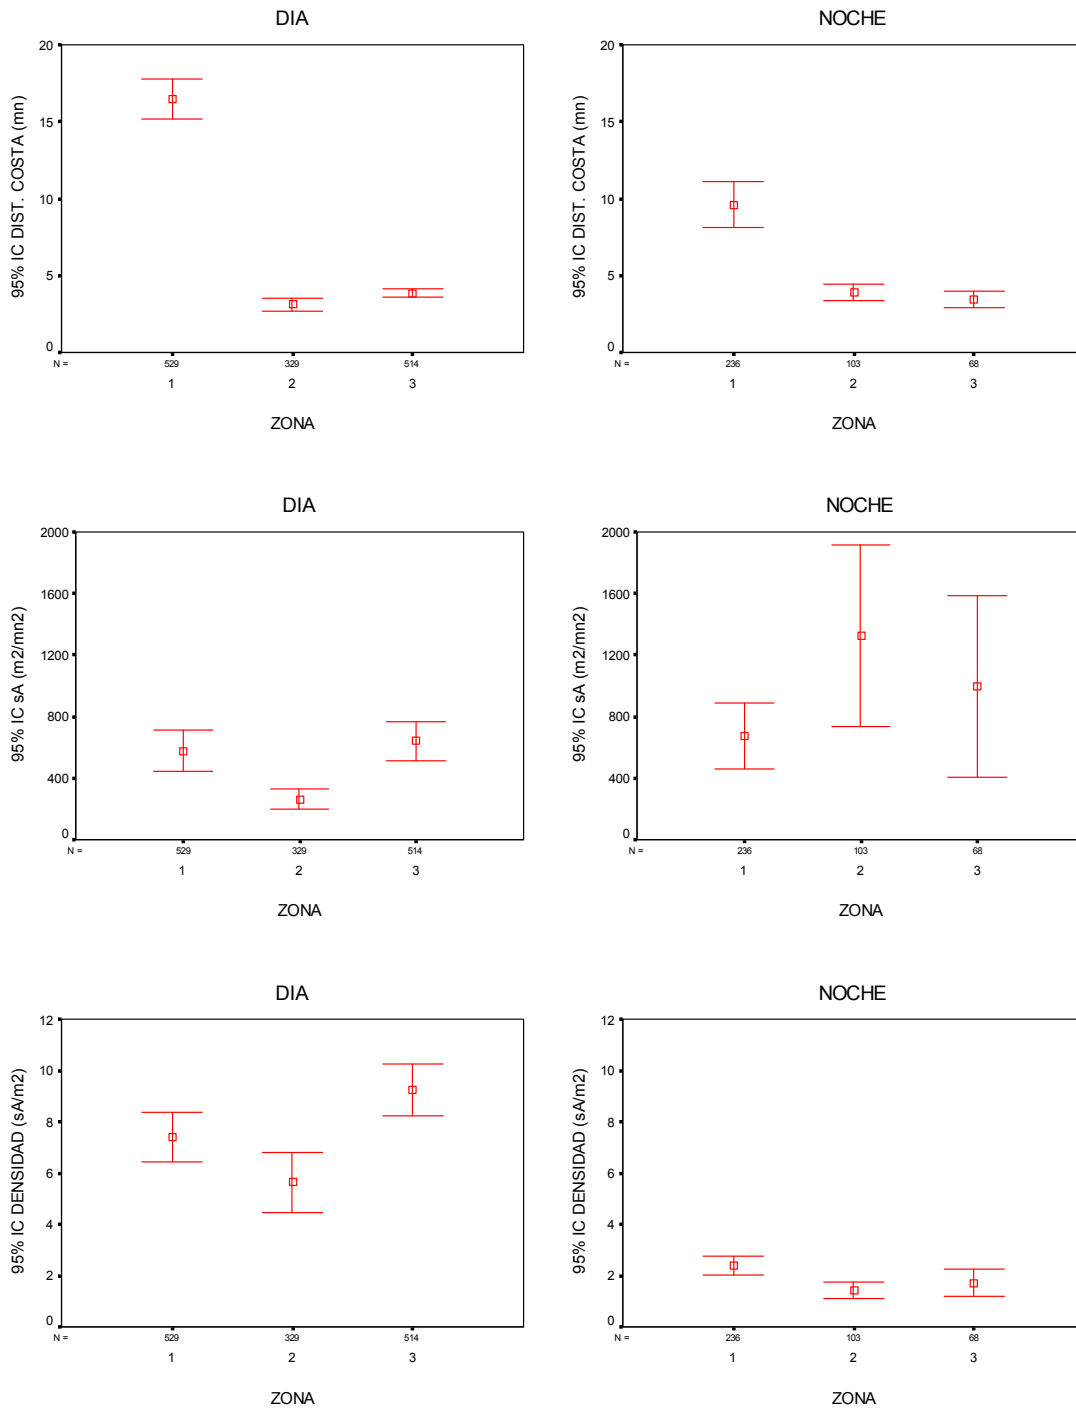 DIA
95% IC DIST. COSTA (mn)
20
15
10
5
0
N = 529 329 514
1 2 3
ZONA
NOCHE
95% IC DIST. COSTA (mn)
20
15
10
5
0
N = 236 103 68
1 2 3
ZONA
DIA
95% IC sA (m2/mn2)
2000
1600
1200
800
400
0
N = 529 329 514
1 2 3
ZONA
NOCHE
95% IC sA (m2/mn2)
2000
1600
1200
800
400
0
N = 236 103 68
1 2 3
ZONA
DIA
95% IC DENSIDAD (sA/m2)
12
10
8
6
4
2
0
N = 529 329 514
1 2 3
ZONA
NOCHE
95% IC DENSIDAD (sA/m2)
12
10
8
6
4
2
0
N = 236 103 68
1 2 3
ZONA